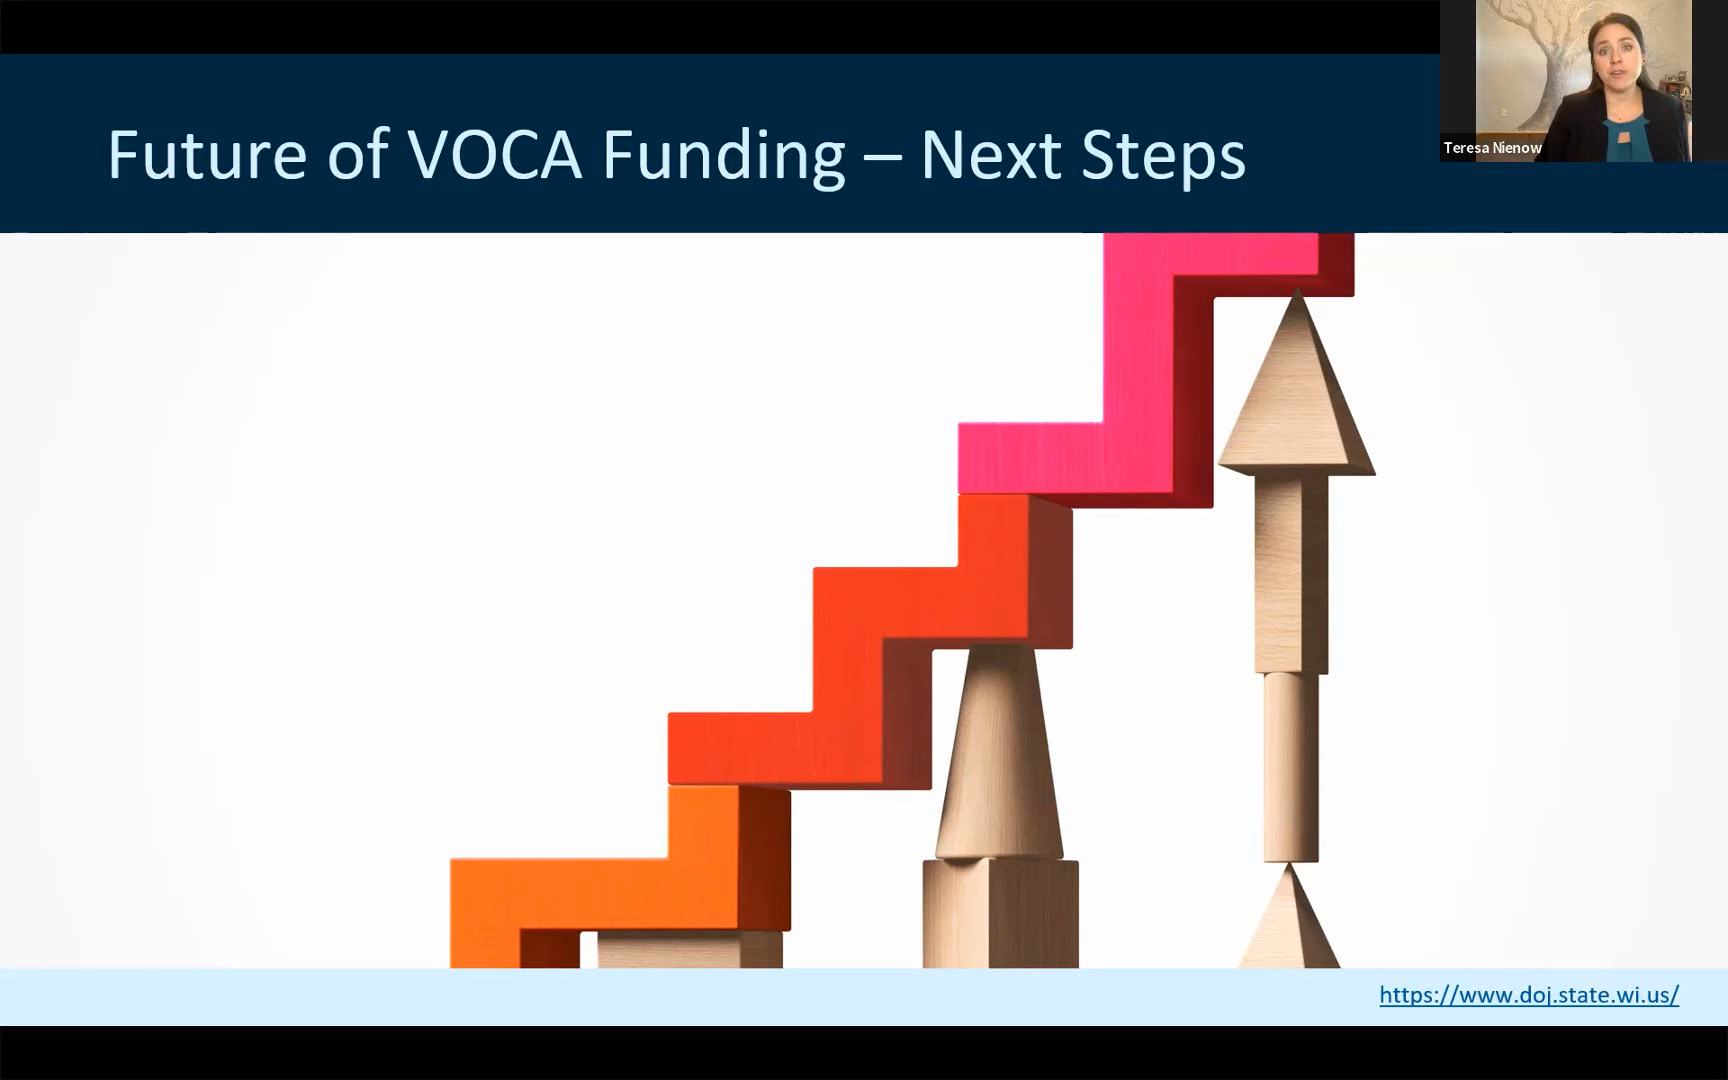 Future of VOCA Funding – Next Steps
Teresa Nienow
https://www.doj.state.wi.us/